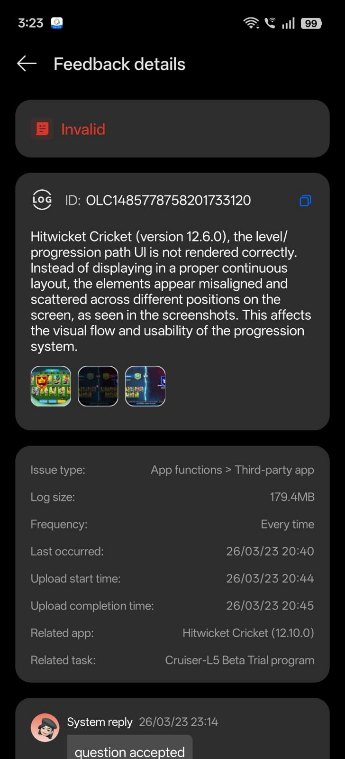 3:23
99
Feedback details
Invalid
LOG
ID: OLC1485778758201733120
Hitwicket Cricket (version 12.6.0), the level/
progression path UI is not rendered correctly.
Instead of displaying in a proper continuous
layout, the elements appear misaligned and
scattered across different positions on the
screen, as seen in the screenshots. This affects
the visual flow and usability of the progression
system.
Issue type: App functions > Third-party app
Log size: 179.4MB
Frequency: Every time
Last occurred: 26/03/23 20:40
Upload start time: 26/03/23 20:44
Upload completion time: 26/03/23 20:45
Related app: Hitwicket Cricket (12.10.0)
Related task: Cruiser-L5 Beta Trial program
System reply 26/03/23 23:14
question accepted